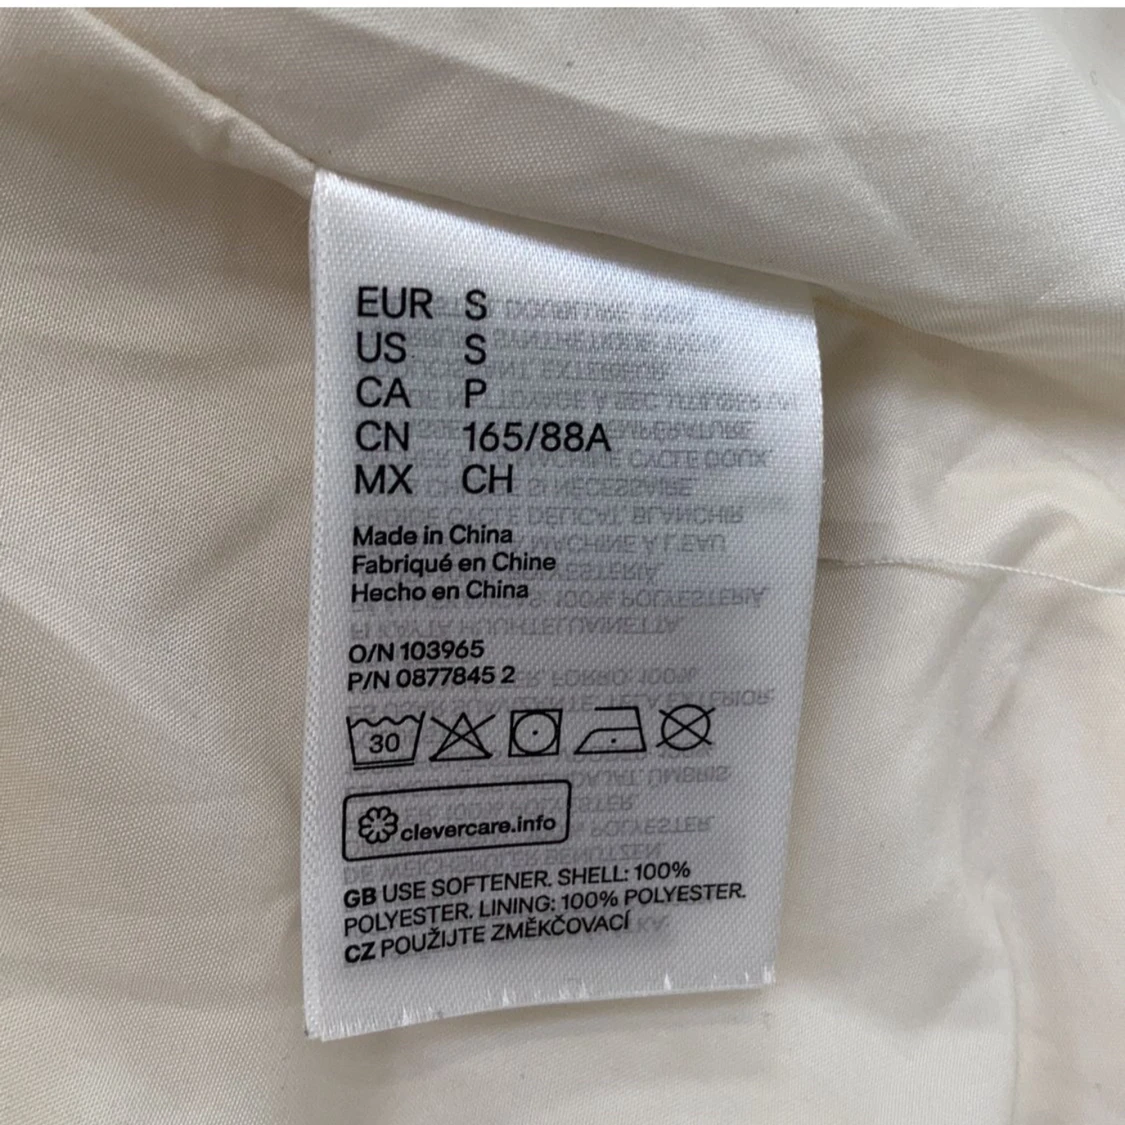 EUR S
US S
CA P
CN 165/88A
MX CH
Made in China
Fabriqué en Chine
Hecho en China
O/N 103965
P/N 0877845 2
30
clevercare.info
GB USE SOFTENER. SHELL: 100%
POLYESTER. LINING: 100% POLYESTER.
CZ POUŽIJTE ZMĚKČOVACÍ